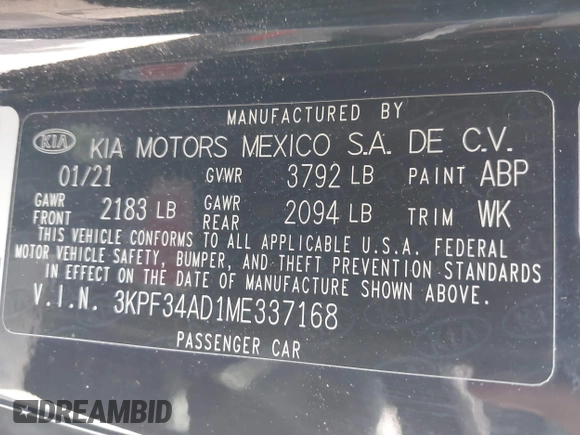 MANUFACTURED BY
KIA KIA MOTORS MEXICO S.A. DE C.V.
01/21 GVWR 3792 LB PAINT ABP
GAWR FRONT 2183 LB GAWR REAR 2094 LB TRIM WK
THIS VEHICLE CONFORMS TO ALL APPLICABLE U.S.A. FEDERAL
MOTOR VEHICLE SAFETY, BUMPER, AND THEFT PREVENTION STANDARDS
IN EFFECT ON THE DATE OF MANUFACTURE SHOWN ABOVE.
V.I.N. 3KPF34AD1ME337168
PASSENGER CAR
DREAMBID